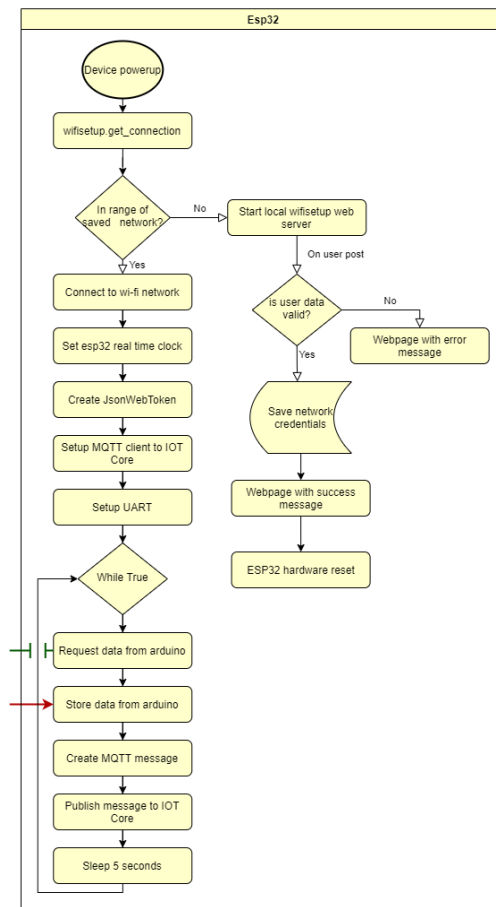 Esp32
Device powerup
wifisetup.get_connection
In range of
saved network?
No
Start local wifisetup web
server
Yes
On user post
Connect to wi-fi network
is user data
valid?
No
Webpage with error
message
Set esp32 real time clock
Yes
Create JsonWebToken
Save network
credentials
Setup MQTT client to IOT
Core
Webpage with success
message
Setup UART
ESP32 hardware reset
While True
Request data from arduino
Store data from arduino
Create MQTT message
Publish message to IOT
Core
Sleep 5 seconds